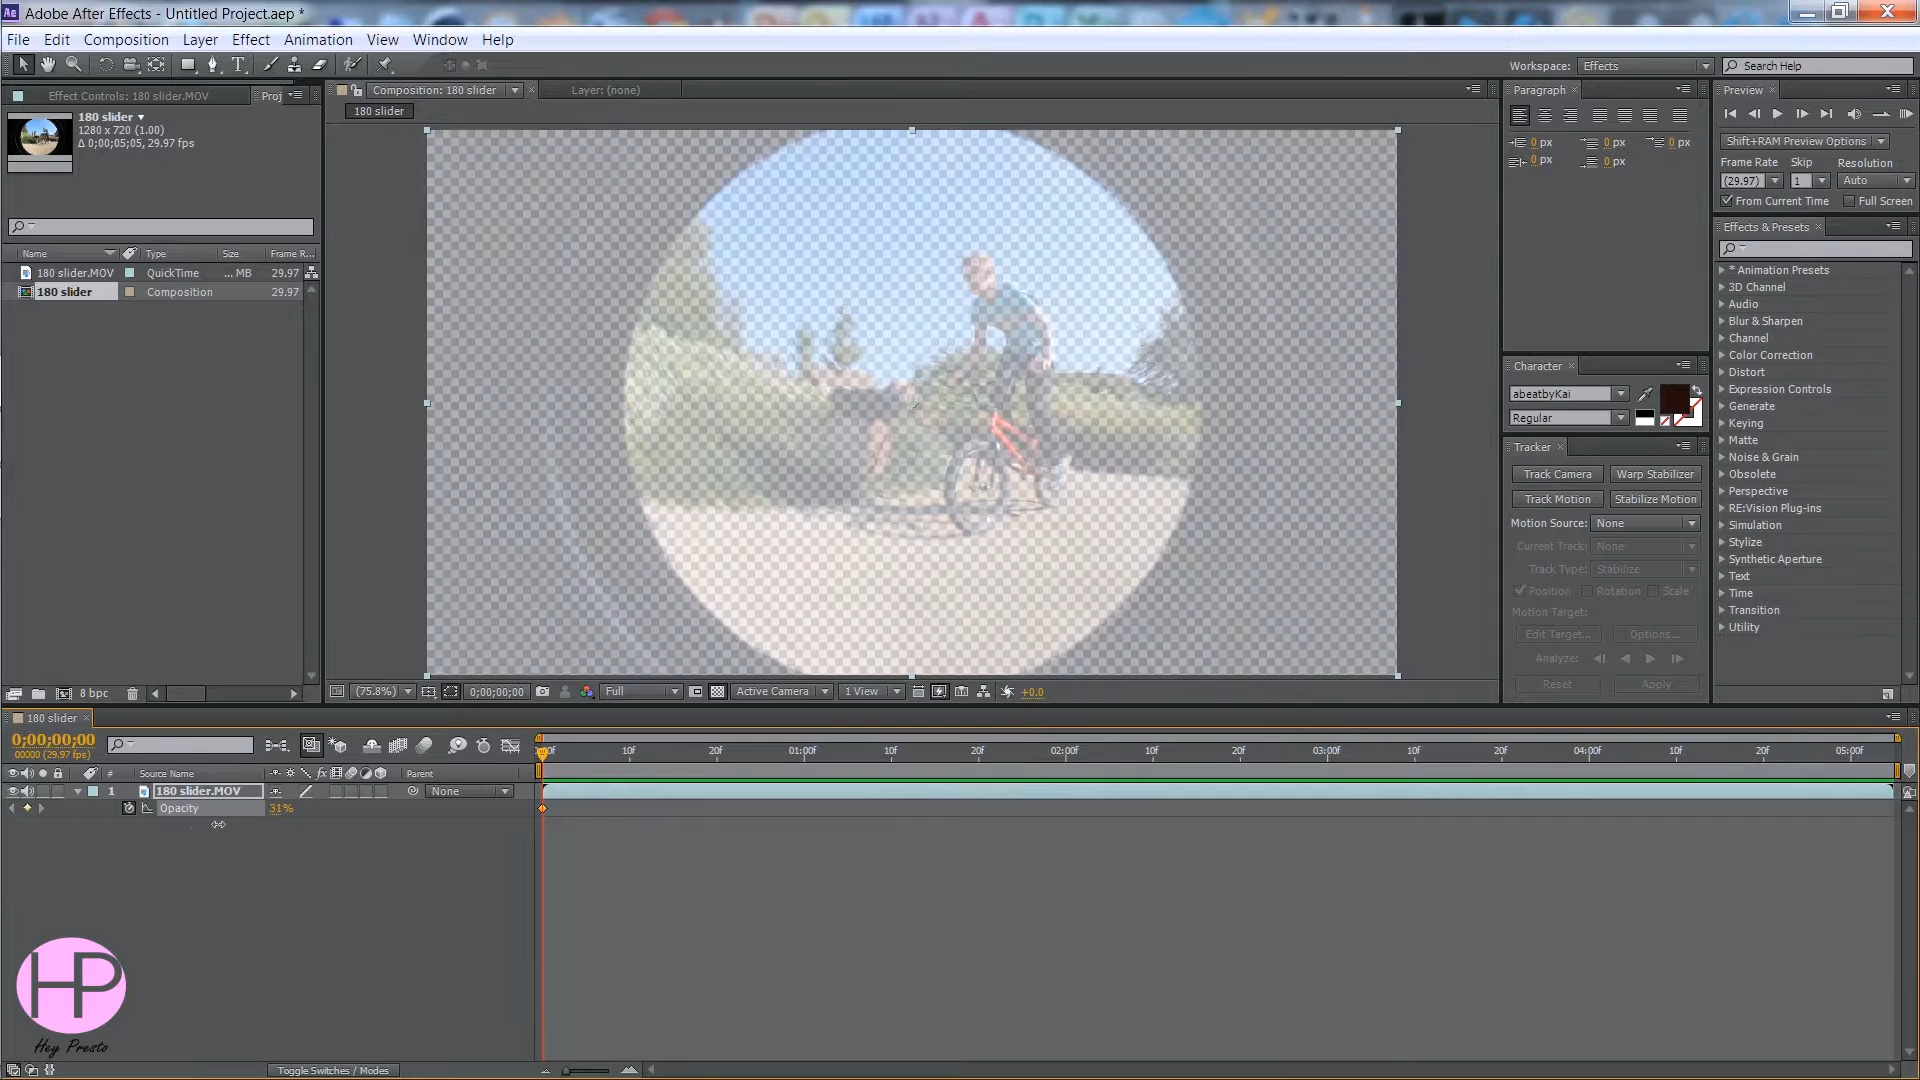 Adobe After Effects - Untitled Project.aep *
File Edit Composition Layer Effect Animation View Window Help
Workspace: Effects Search Help
Effect Controls: 180 slider.MOV Proj
Composition: 180 slider Layer: (none)
180 slider
180 slider
1280 x 720 (1.00)
Δ 0;00;05;05, 29.97 fps
Name Type Size Frame R...
180 slider.MOV QuickTime ... MB 29.97
180 slider Composition 29.97
8 bpc
(75.8%) 0;00;00;00 Full Active Camera 1 View +0.0
Paragraph
0 px 0 px 0 px
0 px 0 px
Character
abeatbyKai
Regular
Tracker
Track Camera Warp Stabilizer
Track Motion Stabilize Motion
Motion Source: None
Current Track: None
Track Type: Stabilize
Position Rotation Scale
Motion Target:
Edit Target... Options...
Analyze:
Reset Apply
Preview
Shift+RAM Preview Options
Frame Rate Skip Resolution
(29.97) 1 Auto
From Current Time Full Screen
Effects & Presets
* Animation Presets
3D Channel
Audio
Blur & Sharpen
Channel
Color Correction
Distort
Expression Controls
Generate
Keying
Matte
Noise & Grain
Obsolete
Perspective
RE:Vision Plug-ins
Simulation
Stylize
Synthetic Aperture
Text
Time
Transition
Utility
180 slider
0;00;00;00
00000 (29.97 fps)
10f 20f 01:00f 10f 20f 02:00f 10f 20f 03:00f 10f 20f 04:00f 10f 20f 05:00f
# Source Name fx Parent
1 180 slider.MOV None
Opacity 31%
HP
Hey Presto
Toggle Switches / Modes